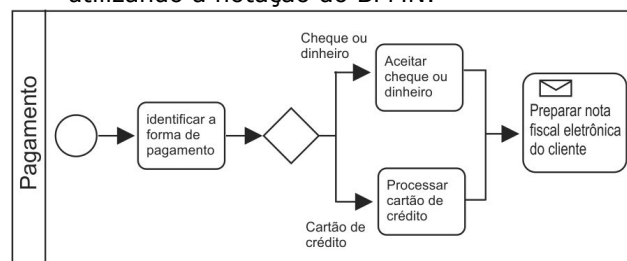 utilizando a notação do BPMN.
Pagamento
identificar a
forma de
pagamento
Cheque ou
dinheiro
Aceitar
cheque ou
dinheiro
Cartão de
crédito
Processar
cartão de
crédito
Preparar nota
fiscal eletrônica
do cliente